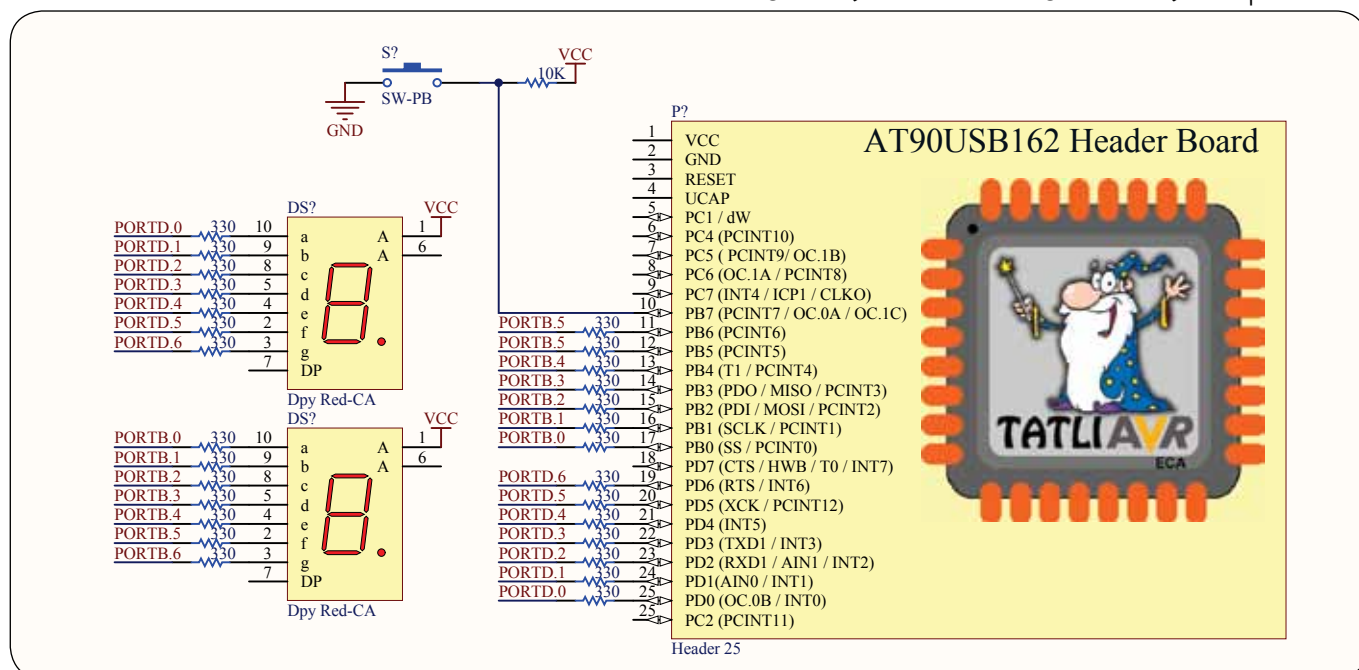 S?
VCC
10K
SW-PB
GND
P?
AT90USB162 Header Board
1 VCC
2 GND
3 RESET
4 UCAP
5 PC1 / dW
6 PC4 (PCINT10)
7 PC5 ( PCINT9/ OC.1B)
8 PC6 (OC.1A / PCINT8)
9 PC7 (INT4 / ICP1 / CLKO)
10 PB7 (PCINT7 / OC.0A / OC.1C)
PORTB.5 330 11 PB6 (PCINT6)
PORTB.5 330 12 PB5 (PCINT5)
PORTB.4 330 13 PB4 (T1 / PCINT4)
PORTB.3 330 14 PB3 (PDO / MISO / PCINT3)
PORTB.2 330 15 PB2 (PDI / MOSI / PCINT2)
PORTB.1 330 16 PB1 (SCLK / PCINT1)
PORTB.0 330 17 PB0 (SS / PCINT0)
18 PD7 (CTS / HWB / T0 / INT7)
PORTD.6 330 19 PD6 (RTS / INT6)
PORTD.5 330 20 PD5 (XCK / PCINT12)
PORTD.4 330 21 PD4 (INT5)
PORTD.3 330 22 PD3 (TXD1 / INT3)
PORTD.2 330 23 PD2 (RXD1 / AIN1 / INT2)
PORTD.1 330 24 PD1(AIN0 / INT1)
PORTD.0 330 25 PD0 (OC.0B / INT0)
25 PC2 (PCINT11)
Header 25
TATLI AVR
ECA
DS?
VCC
PORTD.0 330 10 a A 1
PORTD.1 330 9 b A 6
PORTD.2 330 8 c
PORTD.3 330 5 d
PORTD.4 330 4 e
PORTD.5 330 2 f
PORTD.6 330 3 g
7 DP
Dpy Red-CA
DS?
VCC
PORTB.0 330 10 a A 1
PORTB.1 330 9 b A 6
PORTB.2 330 8 c
PORTB.3 330 5 d
PORTB.4 330 4 e
PORTB.5 330 2 f
PORTB.6 330 3 g
7 DP
Dpy Red-CA